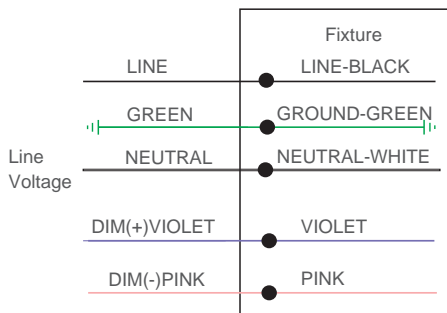 Fixture
LINE
LINE-BLACK
GREEN
GROUND-GREEN
Line
Voltage
NEUTRAL
NEUTRAL-WHITE
DIM(+)VIOLET
VIOLET
DIM(-)PINK
PINK